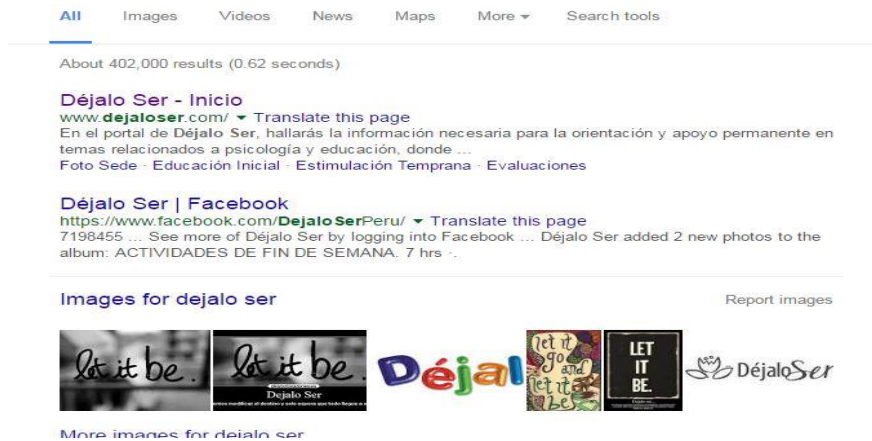 All Images Videos News Maps More Search tools
About 402,000 results (0.62 seconds)
Déjalo Ser - Inicio
www.dejaloser.com/ Translate this page
En el portal de Déjalo Ser, hallarás la información necesaria para la orientación y apoyo permanente en
temas relacionados a psicología y educación, donde ...
Foto Sede · Educación Inicial · Estimulación Temprana · Evaluaciones
Déjalo Ser | Facebook
https://www.facebook.com/DejaloSerPeru/ Translate this page
7198455 ... See more of Déjalo Ser by logging into Facebook ... Déjalo Ser added 2 new photos to the
album: ACTIVIDADES DE FIN DE SEMANA. 7 hrs ·.
Images for dejalo ser
Report images
let it be.
let it be.
Dejalo Ser
Déjal
let it
go
and
let it
be
LET
IT
BE.
DéjaloSer
More images for dejalo ser